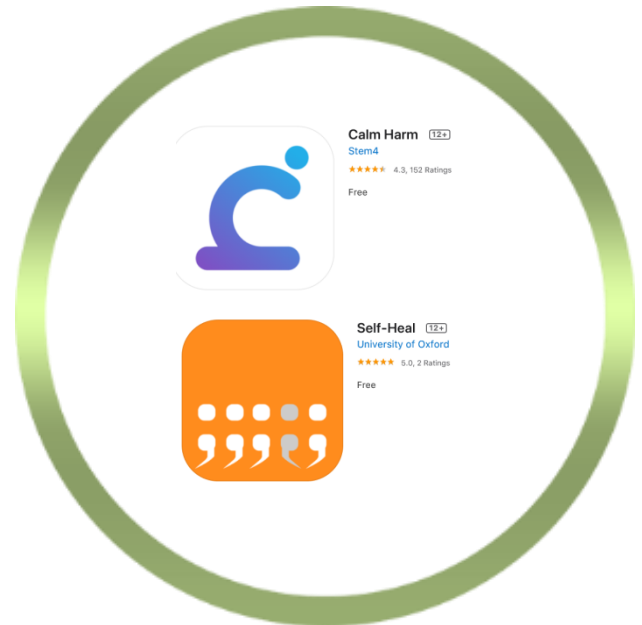 Calm Harm 12+
Stem4
4.3, 152 Ratings
Free
Self-Heal 12+
University of Oxford
5.0, 2 Ratings
Free